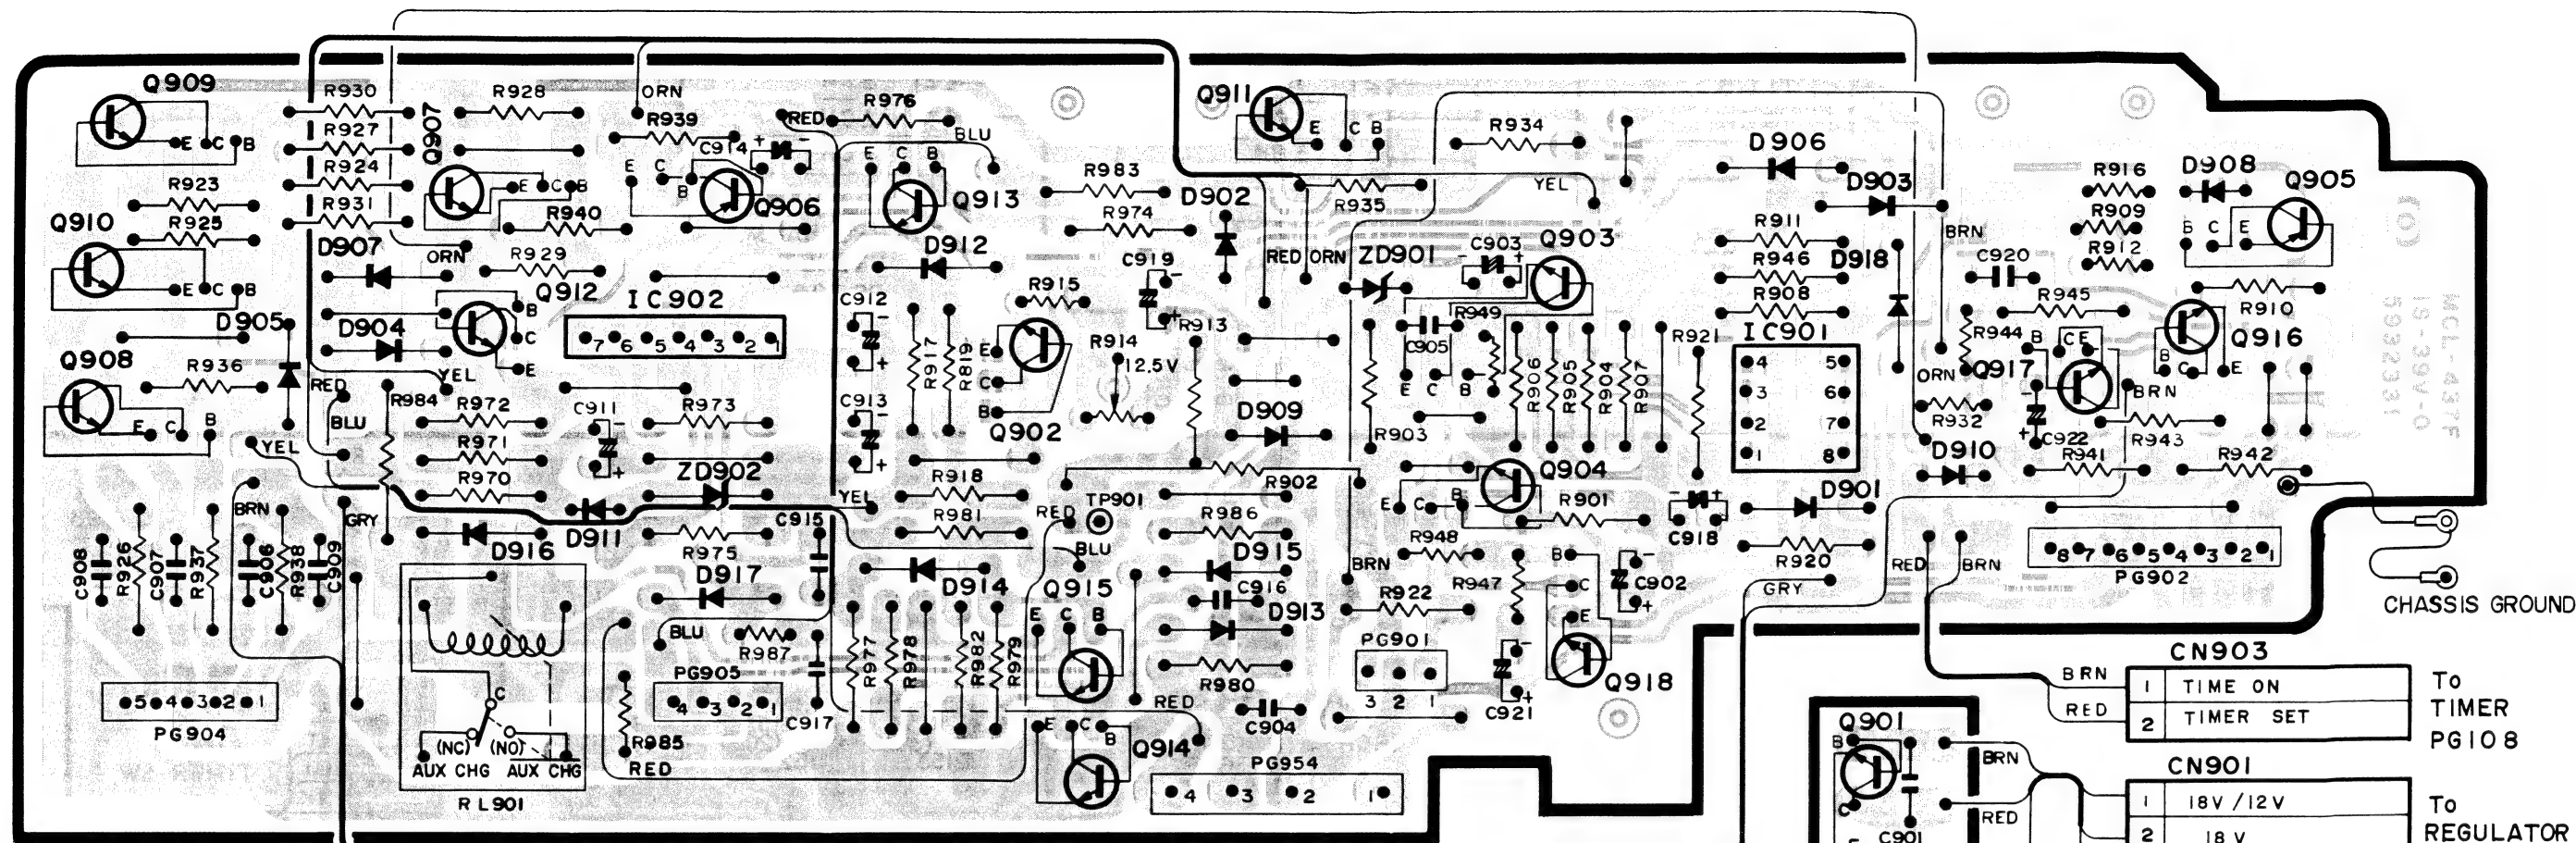 Q909
R930
R928
ORN
RED
R976
Q911
R927
Q907
R939
C914
BLU
R934
D906
R924
R923
R931
R940
Q906
Q913
R983
R974
D902
R935
YEL
D903
R916
D908
Q905
Q910
R925
D907
ORN
R929
D912
C919
RED ORN
ZD901
C903
Q903
R911
R946
R908
D918
BRN
C920
R909
R912
R945
R910
Q912
IC902
7 6 5 4 3 2 1
C912
R915
R913
R914
12.5V
C905
R949
R921
IC901
4 5
3 6
2 7
1 8
R944
Q917
Q916
D905
D904
Q908
R936
RED
BLU
YEL
R984
R972
R971
R970
C911
R973
ZD902
C913
R917
R819
Q902
D909
R902
R903
R906
R905
R904
R907
ORN
R932
D910
C922
BRN
R943
R941
R942
YEL
BRN
GRY
D916
D911
R975
C915
YEL
R918
R981
RED
TP901
BLU
R986
Q904
R901
C918
D901
R920
R948
R947
C902
C908
R926
C907
R937
C906
R938
C909
D917
D914
Q915
D915
C916
D913
BRN
R922
GRY
RED
BRN
8 7 6 5 4 3 2 1
PG902
CHASSIS GROUND
BLU
R987
PG905
4 3 2 1
C917
R977
R978
R982
R979
R980
RED
C904
PG901
3 2 1
C921
Q918
5 4 3 2 1
PG904
C
(NC) (NO)
AUX CHG AUX CHG
RL901
R985
RED
Q914
PG954
4 3 2 1
CN903
BRN 1 TIME ON
RED 2 TIMER SET
To
TIMER
PG108
Q901
B
C
C901
BRN
RED
CN901
1 18V/12V
2 18V
To
REGULATOR
MCL-43TF
12-39V-0